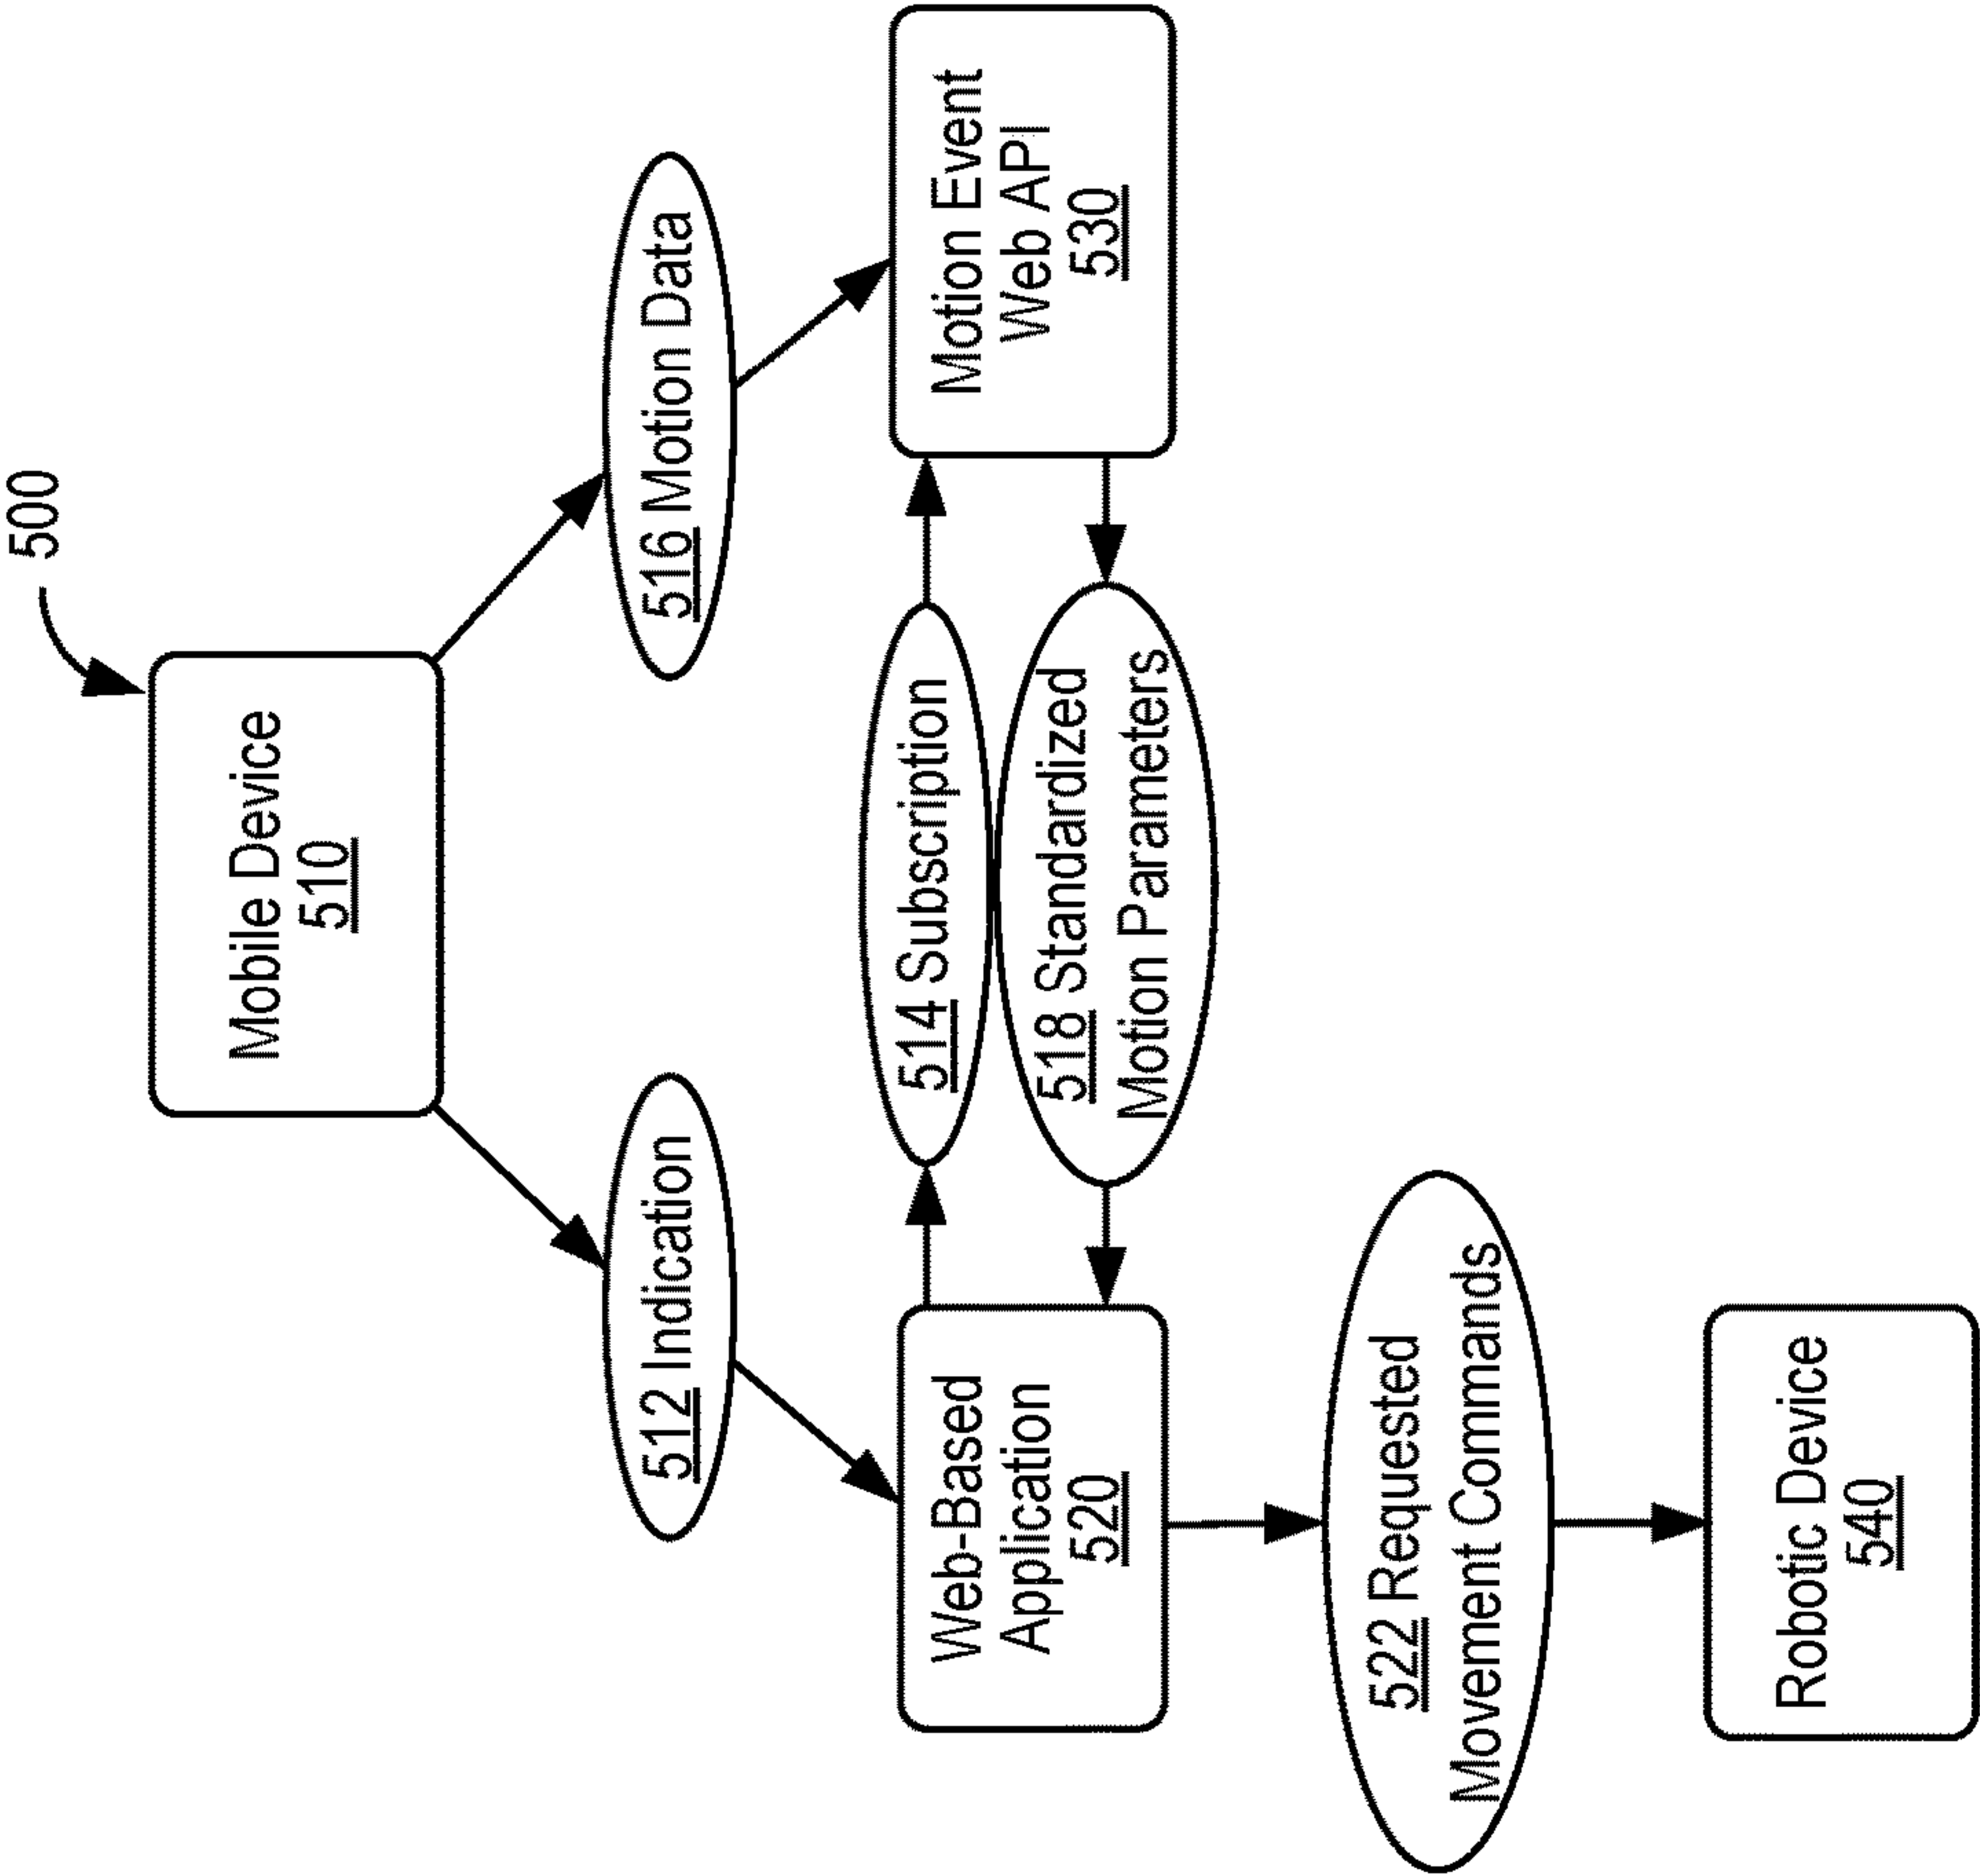 500
Mobile Device
510
512 Indication
516 Motion Data
514 Subscription
518 Standardized
Motion Parameters
Web-Based
Application
520
Motion Event
Web API
530
522 Requested
Movement Commands
Robotic Device
540